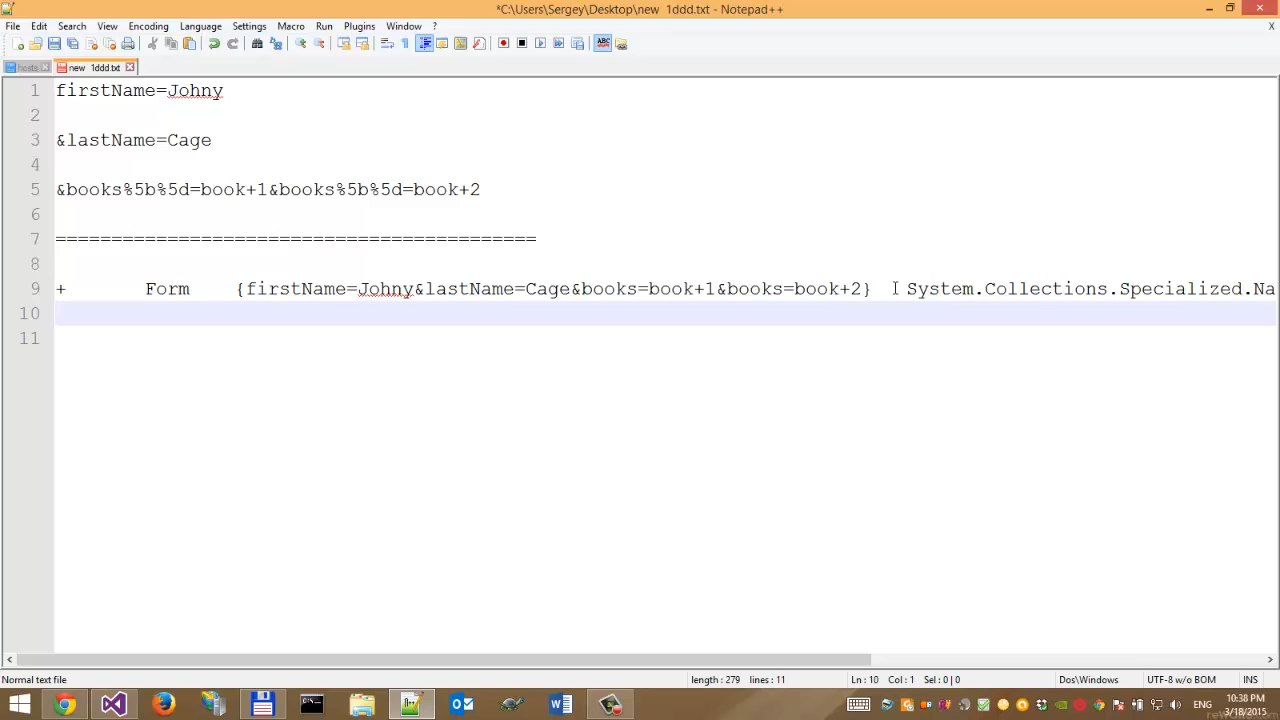 *C:\Users\Sergey\Desktop\new  1ddd.txt - Notepad++
File Edit Search View Encoding Language Settings Macro Run Plugins Window ? X
hosts new  1ddd.txt
1 firstName=Johny
2
3 &lastName=Cage
4
5 &books%5b%5d=book+1&books%5b%5d=book+2
6
7 ===========================================
8
9 + Form {firstName=Johny&lastName=Cage&books=book+1&books=book+2} System.Collections.Specialized.Na
10
11
Normal text file length : 279 lines : 11 Ln : 10 Col : 1 Sel : 0 | 0 Dos\Windows UTF-8 w/o BOM INS
ENG 10:38 PM
3/18/2015